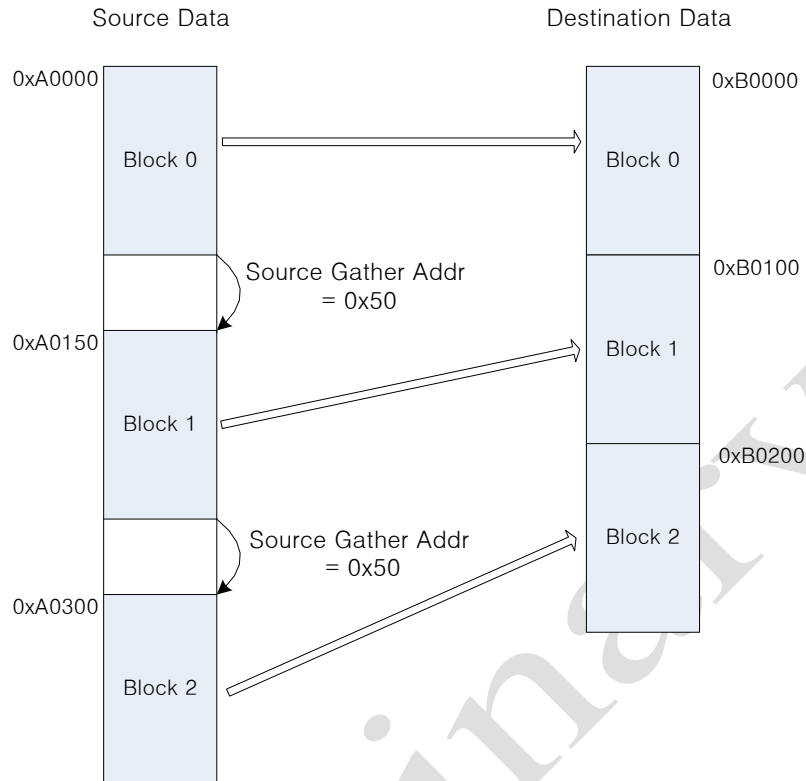 Source Data
Destination Data
0xA0000
0xB0000
Block 0
Block 0
Source Gather Addr
= 0x50
0xB0100
0xA0150
Block 1
Block 1
0xB0200
Source Gather Addr
= 0x50
Block 2
0xA0300
Block 2